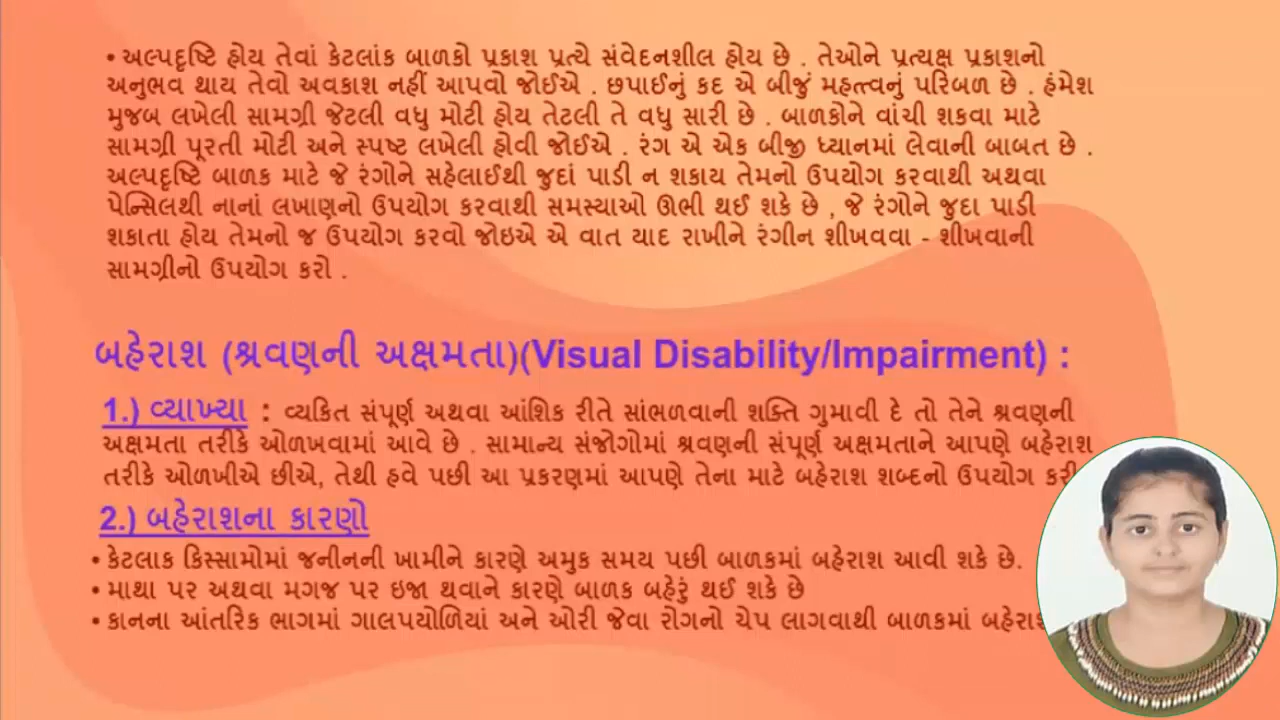 • અલ્પદૃષ્ટિ હોય તેવાં કેટલાંક બાળકો પ્રકાશ પ્રત્યે સંવેદનશીલ હોય છે . તેઓને પ્રત્યક્ષ પ્રકાશનો
અનુભવ થાય તેવો અવકાશ નહીં આપવો જોઈએ . છપાઈનું કદ એ બીજું મહત્ત્વનું પરિબળ છે . હંમેશ
મુજબ લખેલી સામગ્રી જેટલી વધુ મોટી હોય તેટલી તે વધુ સારી છે . બાળકોને વાંચી શકવા માટે
સામગ્રી પૂરતી મોટી અને સ્પષ્ટ લખેલી હોવી જોઈએ . રંગ એ એક બીજી ધ્યાનમાં લેવાની બાબત છે .
અલ્પદૃષ્ટિ બાળક માટે જે રંગોને સહેલાઈથી જુદાં પાડી ન શકાય તેમનો ઉપયોગ કરવાથી અથવા
પેન્સિલથી નાનાં લખાણનો ઉપયોગ કરવાથી સમસ્યાઓ ઊભી થઈ શકે છે , જે રંગોને જુદા પાડી
શકાતા હોય તેમનો જ ઉપયોગ કરવો જોઇએ એ વાત યાદ રાખીને રંગીન શીખવવા - શીખવાની
સામગ્રીનો ઉપયોગ કરો .
બહેરાશ (શ્રવણની અક્ષમતા)(Visual Disability/Impairment) :
1.) વ્યાખ્યા : વ્યકિત સંપૂર્ણ અથવા આંશિક રીતે સાંભળવાની શક્તિ ગુમાવી દે તો તેને શ્રવણની
અક્ષમતા તરીકે ઓળખવામાં આવે છે . સામાન્ય સંજોગોમાં શ્રવણની સંપૂર્ણ અક્ષમતાને આપણે બહેરાશ
તરીકે ઓળખીએ છીએ, તેથી હવે પછી આ પ્રકરણમાં આપણે તેના માટે બહેરાશ શબ્દનો ઉપયોગ
2.) બહેરાશના કારણો
• કેટલાક કિસ્સામોમાં જનીનની ખામીને કારણે અમુક સમય પછી બાળકમાં બહેરાશ આવી શકે છે.
• માથા પર અથવા મગજ પર ઇજા થવાને કારણે બાળક બહેરું થઈ શકે છે
• કાનના આંતરિક ભાગમાં ગાલપચોળિયાં અને ઓરી જેવા રોગનો ચેપ લાગવાથી બાળકમાં